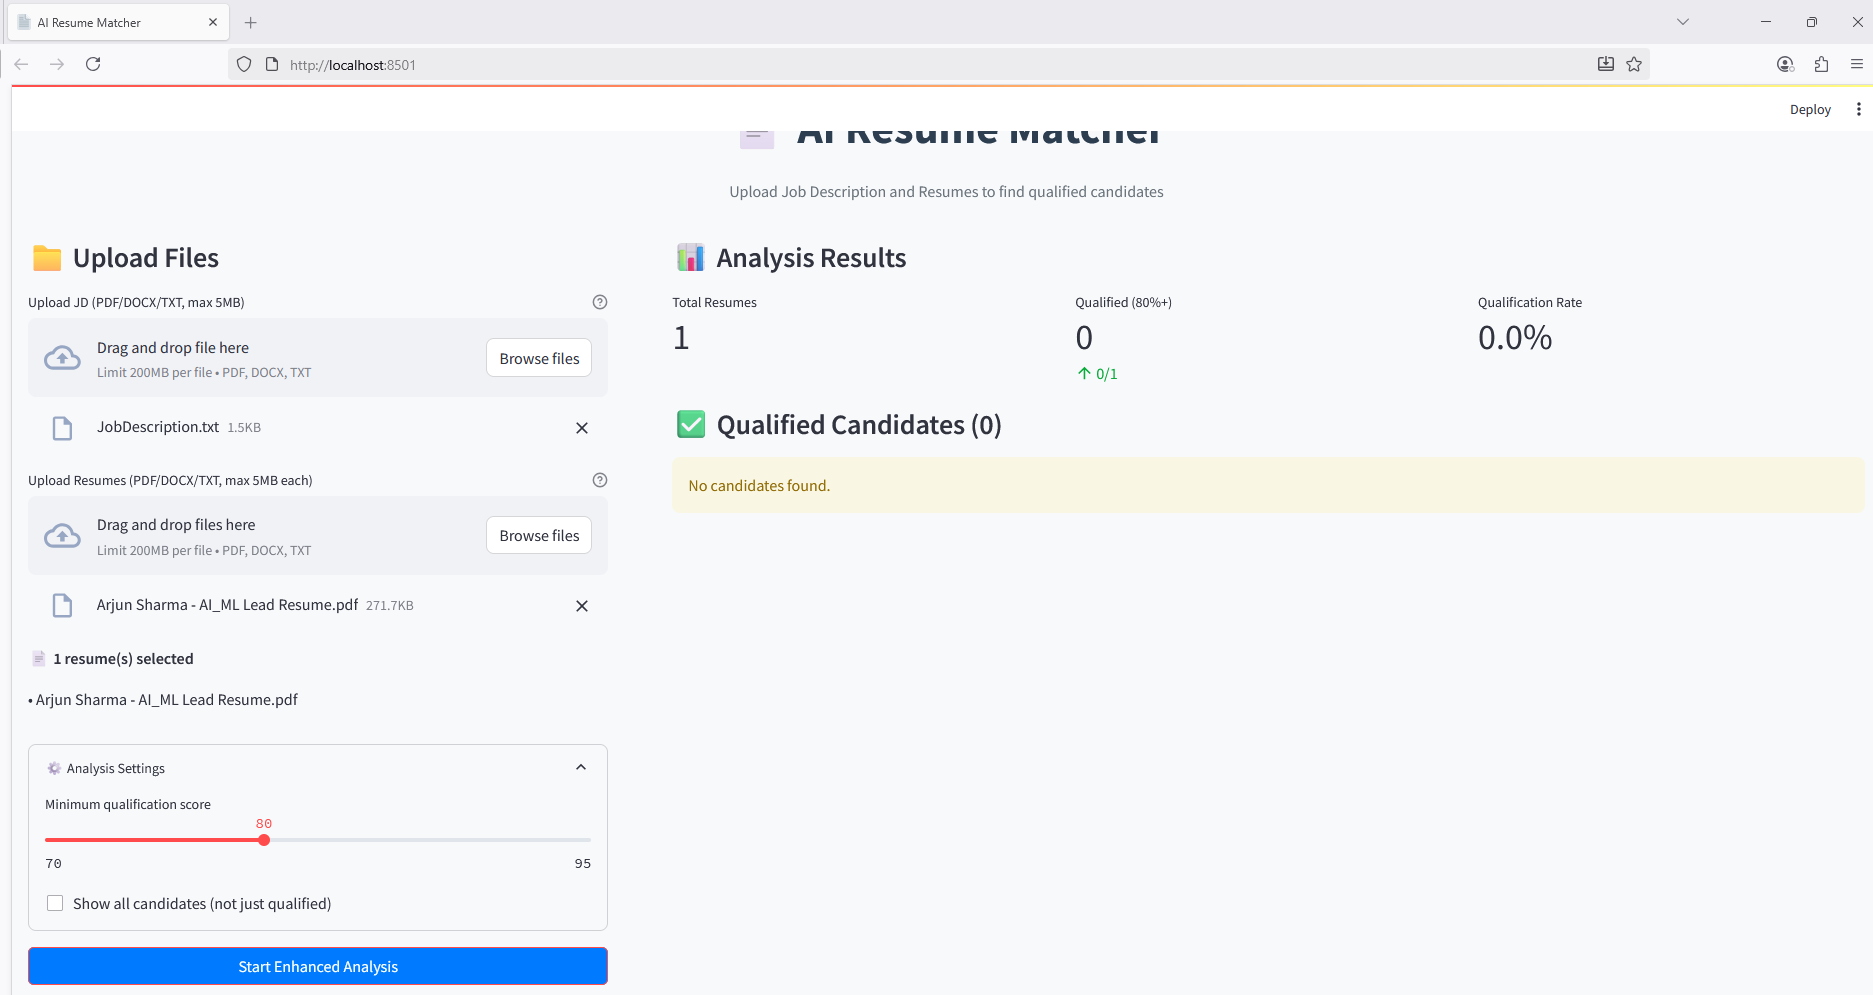 AI Resume Matcher
http://localhost:8501
Deploy
AI Resume Matcher
Upload Job Description and Resumes to find qualified candidates
Upload Files
Upload JD (PDF/DOCX/TXT, max 5MB)
Drag and drop file here
Limit 200MB per file • PDF, DOCX, TXT
Browse files
JobDescription.txt 1.5KB
Upload Resumes (PDF/DOCX/TXT, max 5MB each)
Drag and drop files here
Limit 200MB per file • PDF, DOCX, TXT
Browse files
Arjun Sharma - AI_ML Lead Resume.pdf 271.7KB
1 resume(s) selected
• Arjun Sharma - AI_ML Lead Resume.pdf
Analysis Settings
Minimum qualification score
80
70 95
Show all candidates (not just qualified)
Start Enhanced Analysis
Analysis Results
Total Resumes
1
Qualified (80%+)
0
↑ 0/1
Qualification Rate
0.0%
Qualified Candidates (0)
No candidates found.